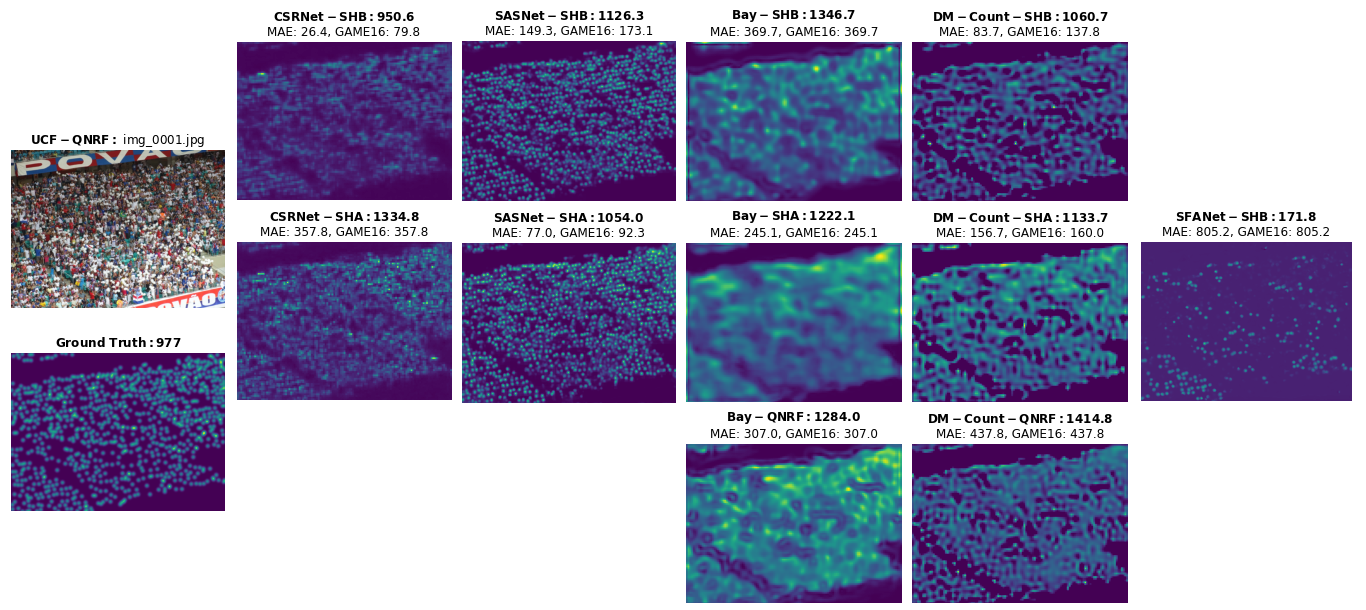 CSRNet − SHB : 950.6
MAE: 26.4, GAME16: 79.8
SASNet − SHB : 1126.3
MAE: 149.3, GAME16: 173.1
Bay − SHB : 1346.7
MAE: 369.7, GAME16: 369.7
DM − Count − SHB : 1060.7
MAE: 83.7, GAME16: 137.8
UCF − QNRF : img_0001.jpg
POVAO
CSRNet − SHA : 1334.8
MAE: 357.8, GAME16: 357.8
SASNet − SHA : 1054.0
MAE: 77.0, GAME16: 92.3
Bay − SHA : 1222.1
MAE: 245.1, GAME16: 245.1
DM − Count − SHA : 1133.7
MAE: 156.7, GAME16: 160.0
SFANet − SHB : 171.8
MAE: 805.2, GAME16: 805.2
OVAO
Ground Truth : 977
Bay − QNRF : 1284.0
MAE: 307.0, GAME16: 307.0
DM − Count − QNRF : 1414.8
MAE: 437.8, GAME16: 437.8